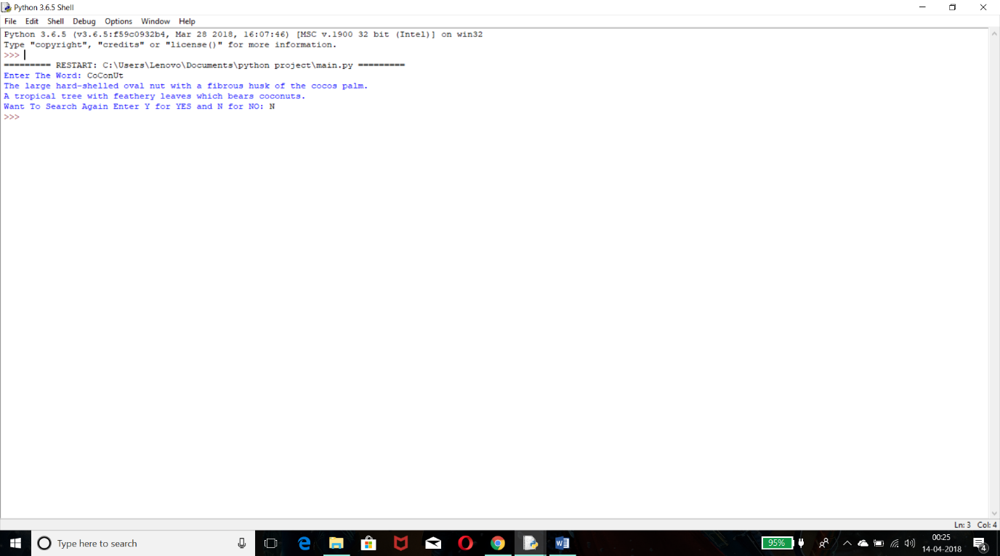 Python 3.6.5 Shell
File Edit Shell Debug Options Window Help
Python 3.6.5 (v3.6.5:f59c0932b4, Mar 28 2018, 16:07:46) [MSC v.1900 32 bit (Intel)] on win32
Type "copyright", "credits" or "license()" for more information.
>>>
========= RESTART: C:\Users\Lenovo\Documents\python project\main.py =========
Enter The Word: CoConUt
The large hard-shelled oval nut with a fibrous husk of the cocos palm.
A tropical tree with feathery leaves which bears coconuts.
Want To Search Again Enter Y for YES and N for NO: N
>>>
Ln: 3 Col: 4
Type here to search
95%
00:25
14-04-2018
4